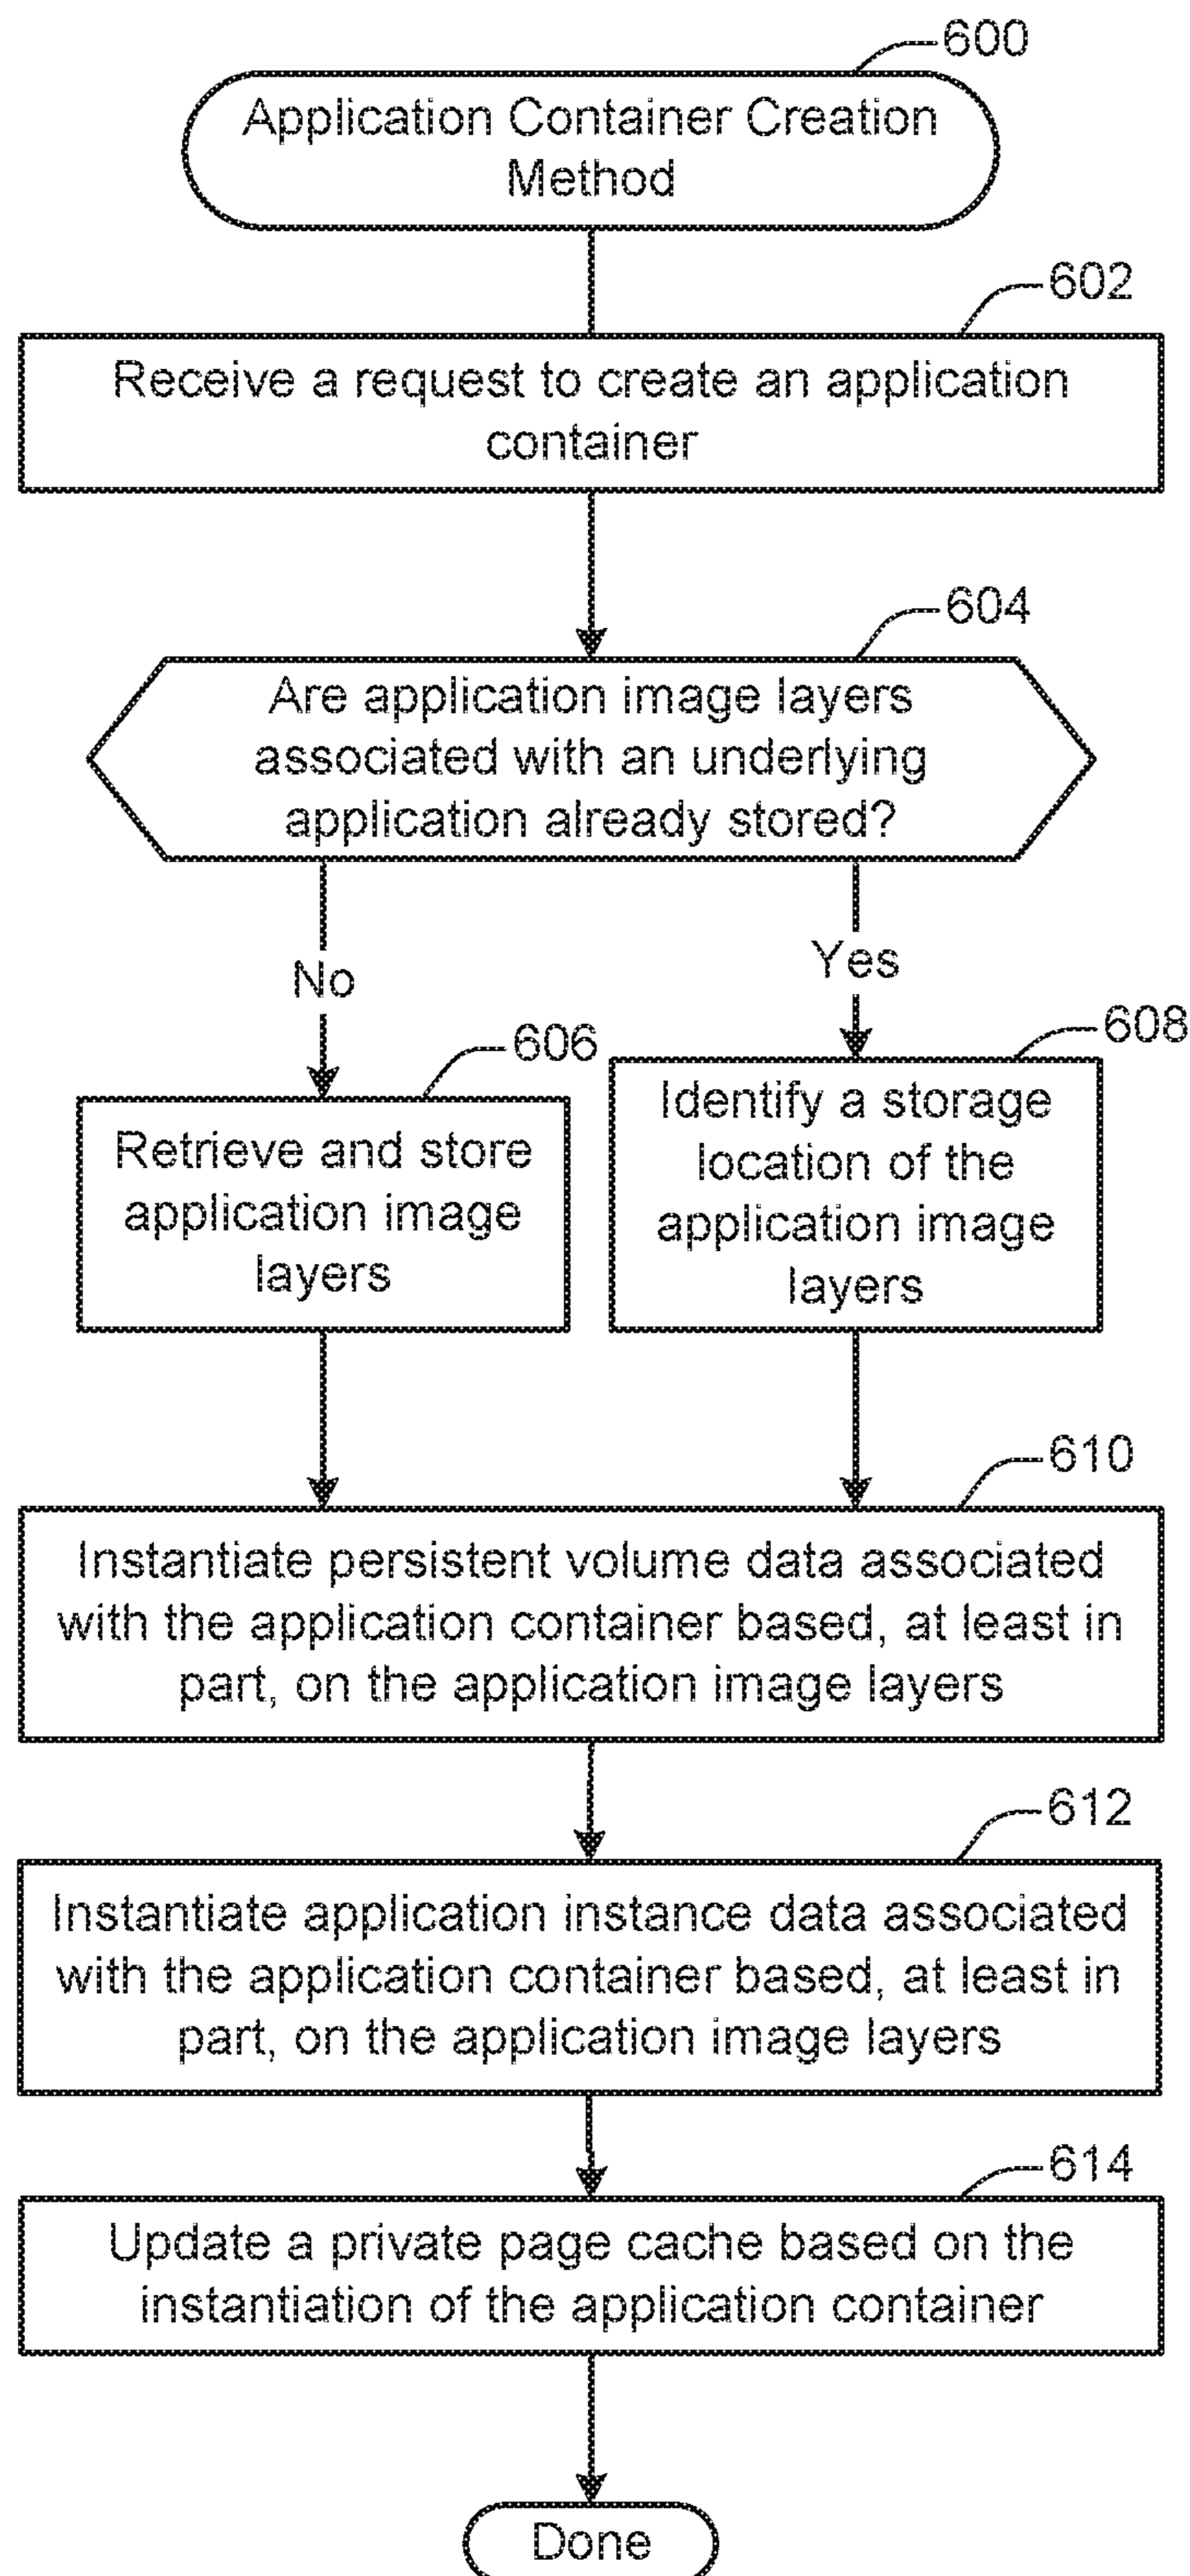 600
Application Container Creation
Method
602
Receive a request to create an application
container
604
Are application image layers
associated with an underlying
application already stored?
No
Yes
606
Retrieve and store
application image
layers
608
Identify a storage
location of the
application image
layers
610
Instantiate persistent volume data associated
with the application container based, at least in
part, on the application image layers
612
Instantiate application instance data associated
with the application container based, at least in
part, on the application image layers
614
Update a private page cache based on the
instantiation of the application container
Done